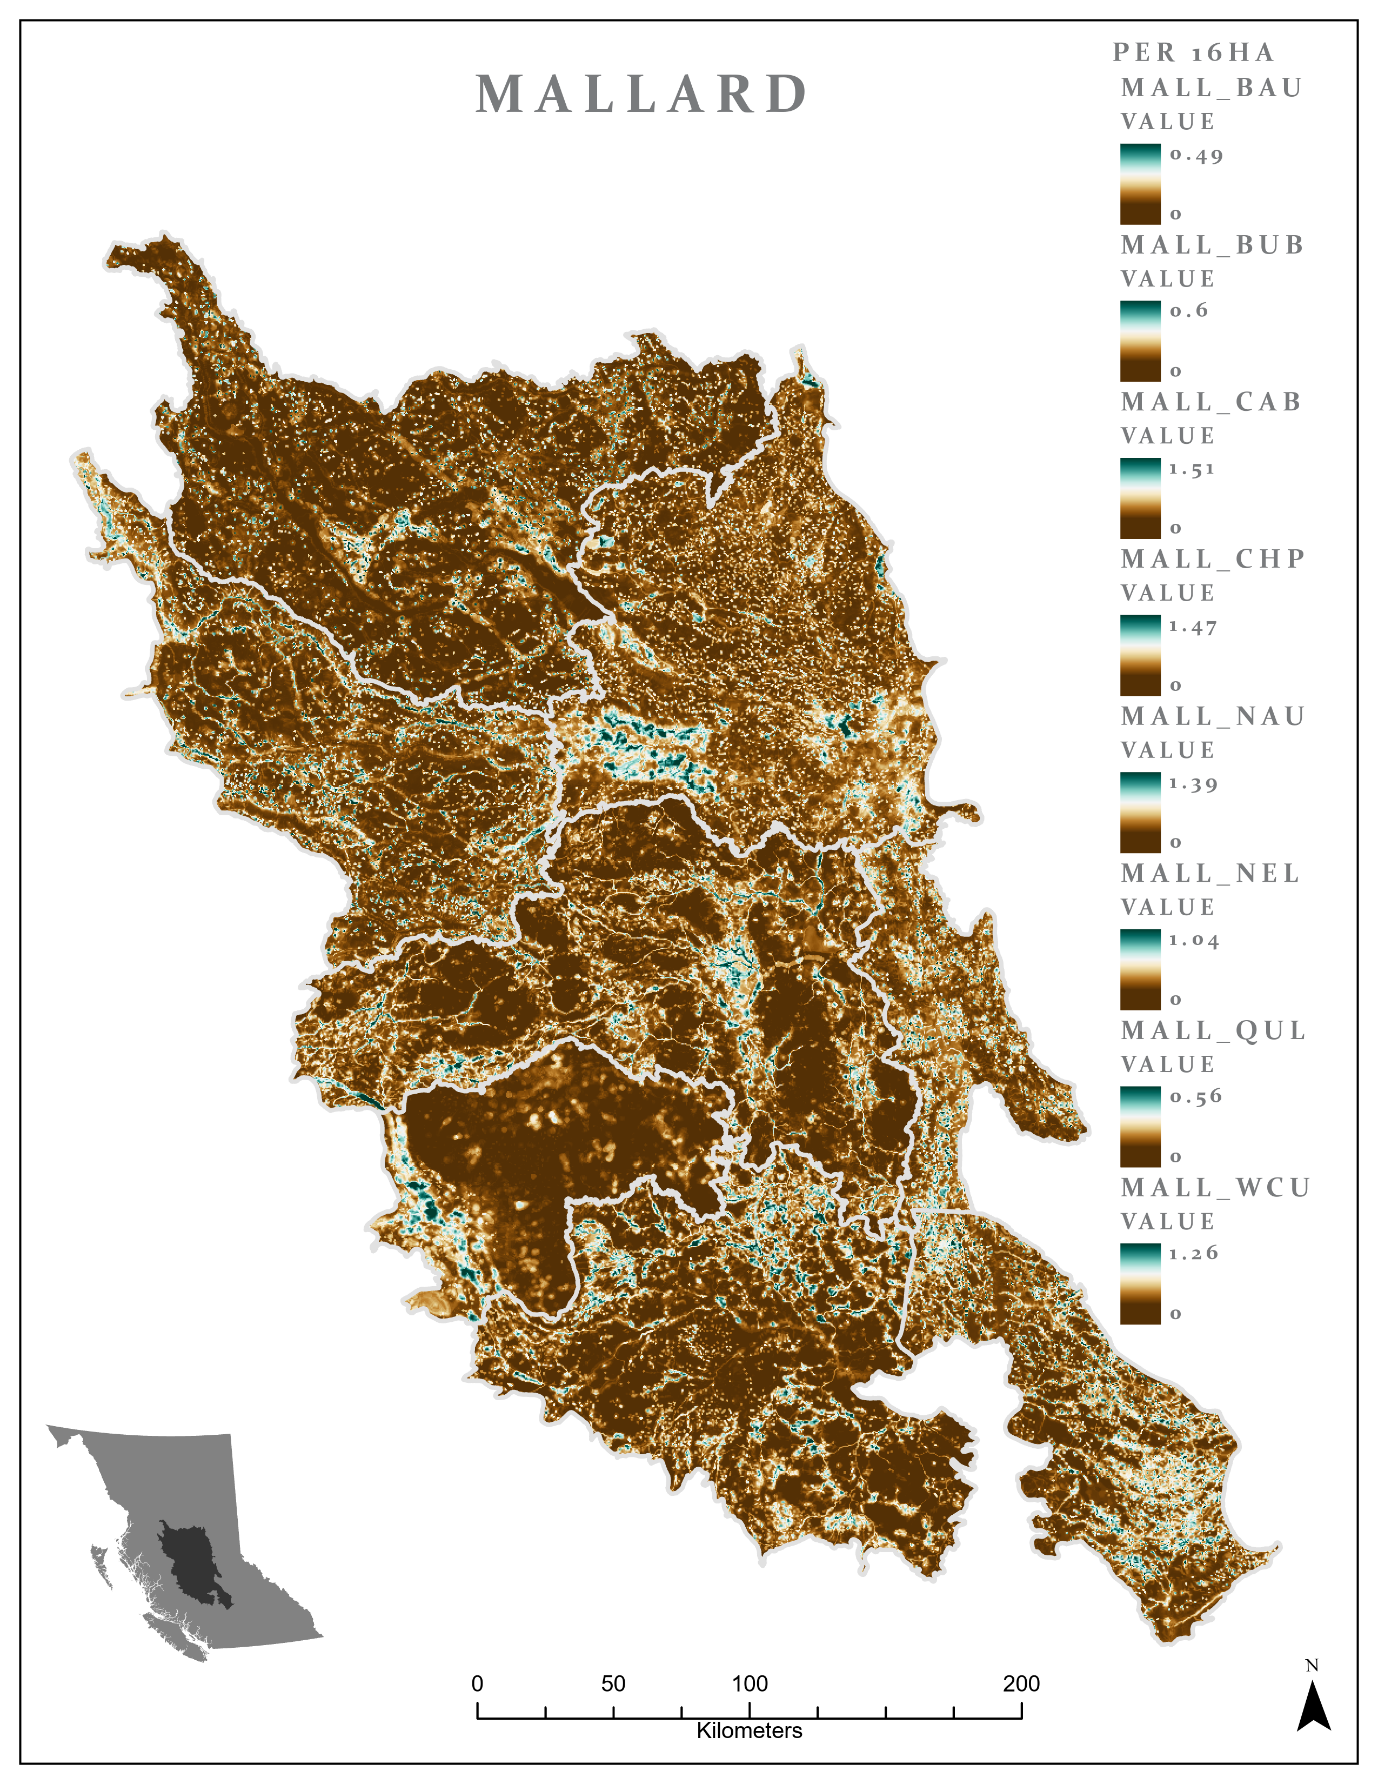 MALLARD
PER 16HA
MALL_BAU
VALUE
0.49
0
MALL_BUB
VALUE
0.6
0
MALL_CAB
VALUE
1.51
0
MALL_CHP
VALUE
1.47
0
MALL_NAU
VALUE
1.39
0
MALL_NEL
VALUE
1.04
0
MALL_QUL
VALUE
0.56
0
MALL_WCU
VALUE
1.26
0
N
0 50 100 200
Kilometers